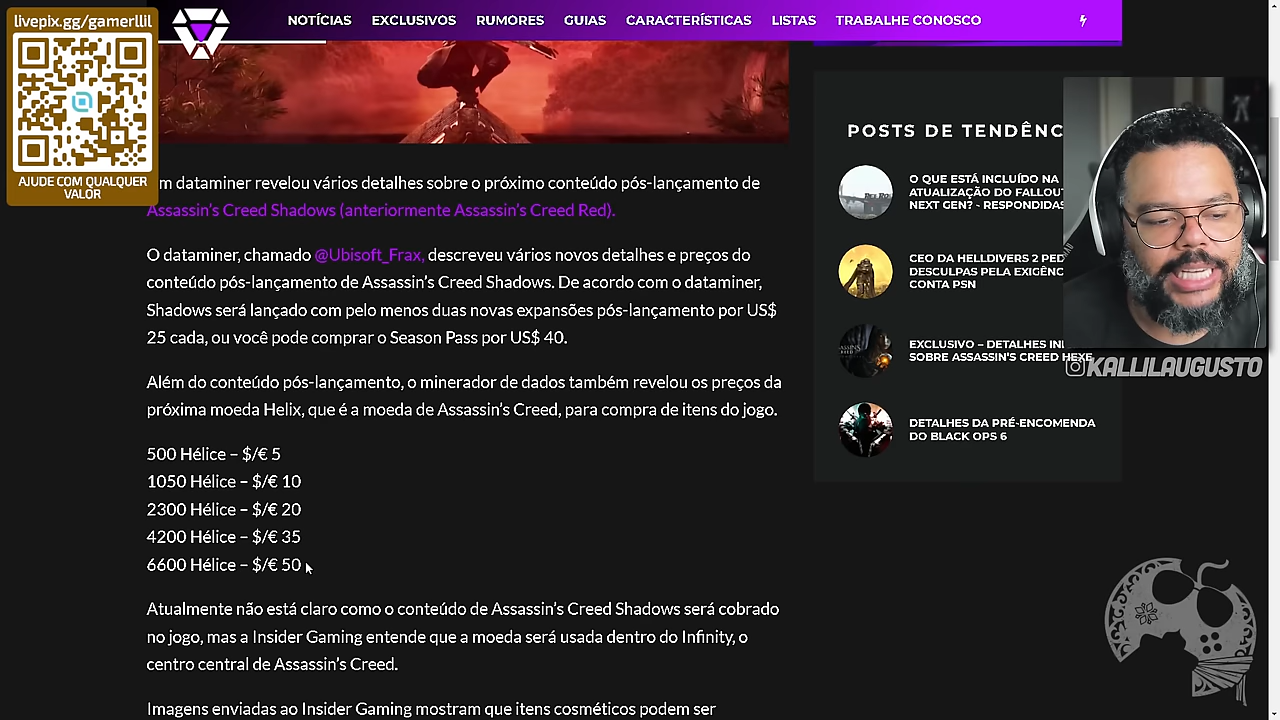 livepix.gg/gamerllil
AJUDE COM QUALQUER
VALOR
NOTÍCIAS EXCLUSIVOS RUMORES GUIAS CARACTERÍSTICAS LISTAS TRABALHE CONOSCO
m dataminer revelou vários detalhes sobre o próximo conteúdo pós-lançamento de
Assassin's Creed Shadows (anteriormente Assassin's Creed Red).
O dataminer, chamado @Ubisoft_Frax, descreveu vários novos detalhes e preços do
conteúdo pós-lançamento de Assassin's Creed Shadows. De acordo com o dataminer,
Shadows será lançado com pelo menos duas novas expansões pós-lançamento por US$
25 cada, ou você pode comprar o Season Pass por US$ 40.
Além do conteúdo pós-lançamento, o minerador de dados também revelou os preços da
próxima moeda Helix, que é a moeda de Assassin's Creed, para compra de itens do jogo.
500 Hélice – $/€ 5
1050 Hélice – $/€ 10
2300 Hélice – $/€ 20
4200 Hélice – $/€ 35
6600 Hélice – $/€ 50
Atualmente não está claro como o conteúdo de Assassin's Creed Shadows será cobrado
no jogo, mas a Insider Gaming entende que a moeda será usada dentro do Infinity, o
centro central de Assassin's Creed.
Imagens enviadas ao Insider Gaming mostram que itens cosméticos podem ser
POSTS DE TENDÊNC
O QUE ESTÁ INCLUÍDO NA
ATUALIZAÇÃO DO FALLOUT
NEXT GEN? - RESPONDIDAS
CEO DA HELLDIVERS 2 PED
DESCULPAS PELA EXIGÊNC
CONTA PSN
EXCLUSIVO – DETALHES INI
SOBRE ASSASSIN'S CREED HEXE
DETALHES DA PRÉ-ENCOMENDA
DO BLACK OPS 6
KALLILAUGUSTO